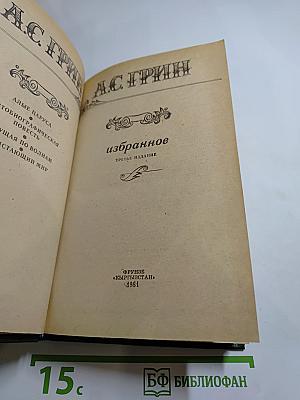 А.С. ГРИН
АЛЫЕ ПАРУСА
АВТОБИОГРАФИЧЕСКАЯ
ПОВЕСТЬ
БЕГУЩАЯ ПО ВОЛНАМ
БЛИСТАЮЩИЙ МИР
А.С. ГРИН
избранное
ТРЕТЬЕ ИЗДАНИЕ
ФРУНЗЕ
«КЫРГЫЗСТАН»
1981
15 с
БФ БИБЛИОФАН